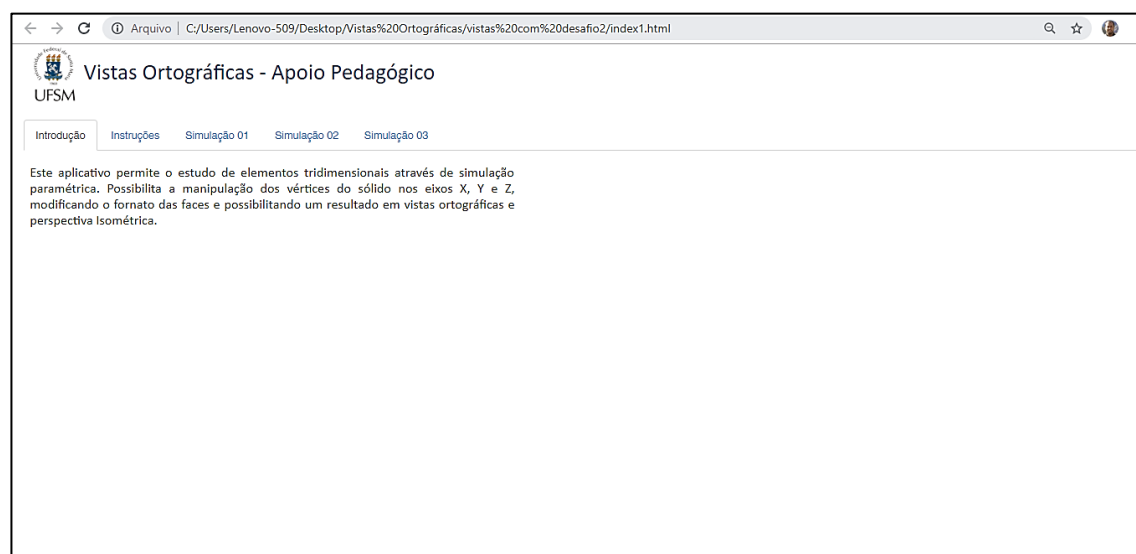 Arquivo | C:/Users/Lenovo-509/Desktop/Vistas%20Ortográficas/vistas%20com%20desafio2/index1.html
Vistas Ortográficas - Apoio Pedagógico
UFSM
Introdução Instruções Simulação 01 Simulação 02 Simulação 03
Este aplicativo permite o estudo de elementos tridimensionais através de simulação
paramétrica. Possibilita a manipulação dos vértices do sólido nos eixos X, Y e Z,
modificando o fornato das faces e possibilitando um resultado em vistas ortográficas e
perspectiva Isométrica.